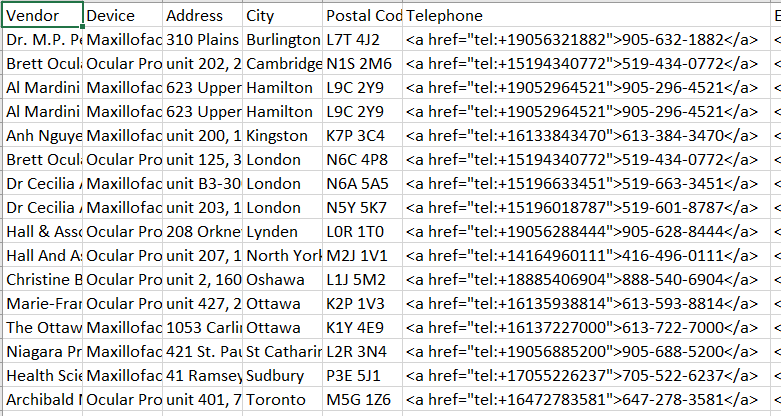 Vendor Device Address City Postal Cod Telephone E
Dr. M.P. Pe Maxillofac 310 Plains Burlington L7T 4J2 <a href="tel:+19056321882">905-632-1882</a> <
Brett Ocul Ocular Pro unit 202, 2 Cambridge N1S 2M6 <a href="tel:+15194340772">519-434-0772</a> <
Al Mardini Maxillofac 623 Upper Hamilton L9C 2Y9 <a href="tel:+19052964521">905-296-4521</a> <
Al Mardini Maxillofac 623 Upper Hamilton L9C 2Y9 <a href="tel:+19052964521">905-296-4521</a> <
Anh Nguye Maxillofac unit 200, 1 Kingston K7P 3C4 <a href="tel:+16133843470">613-384-3470</a> <
Brett Ocul Ocular Pro unit 125, 3 London N6C 4P8 <a href="tel:+15194340772">519-434-0772</a> <
Dr Cecilia A Maxillofac unit B3-30 London N6A 5A5 <a href="tel:+15196633451">519-663-3451</a> <
Dr Cecilia A Maxillofac unit 203, 1 London N5Y 5K7 <a href="tel:+15196018787">519-601-8787</a> <
Hall & Asso Ocular Pro 208 Orkne Lynden L0R 1T0 <a href="tel:+19056288444">905-628-8444</a> <
Hall And As Ocular Pro unit 207, 1 North York M2J 1V1 <a href="tel:+14164960111">416-496-0111</a> <
Christine B Ocular Pro unit 2, 160 Oshawa L1J 5M2 <a href="tel:+18885406904">888-540-6904</a> <
Marie-Fran Ocular Pro unit 427, 2 Ottawa K2P 1V3 <a href="tel:+16135938814">613-593-8814</a> <
The Ottaw Maxillofac 1053 Carlin Ottawa K1Y 4E9 <a href="tel:+16137227000">613-722-7000</a> <
Niagara Pr Maxillofac 421 St. Pau St Catharin L2R 3N4 <a href="tel:+19056885200">905-688-5200</a> <
Health Scie Maxillofac 41 Ramsey Sudbury P3E 5J1 <a href="tel:+17055226237">705-522-6237</a> <
Archibald M Ocular Pro unit 401, 7 Toronto M5G 1Z6 <a href="tel:+16472783581">647-278-3581</a> <